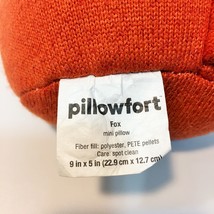 pillowfort
Fox
mini pillow
Fiber fill: polyester, PETE pellets
Care: spot clean
9 in x 5 in (22.9 cm x 12.7 cm)